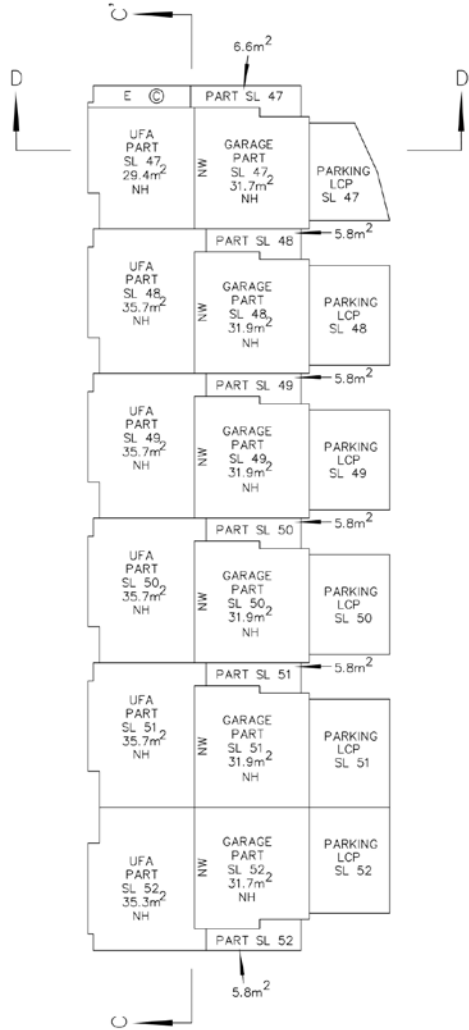 C'
6.6m²
D
D
E Ⓒ
PART SL 47
UFA
PART
SL 47
29.4m²
NH
NW
GARAGE
PART
SL 47
31.7m²
NH
PARKING
LCP
SL 47
PART SL 48
5.8m²
UFA
PART
SL 48
35.7m²
NH
NW
GARAGE
PART
SL 48
31.9m²
NH
PARKING
LCP
SL 48
PART SL 49
5.8m²
UFA
PART
SL 49
35.7m²
NH
NW
GARAGE
PART
SL 49
31.9m²
NH
PARKING
LCP
SL 49
PART SL 50
5.8m²
UFA
PART
SL 50
35.7m²
NH
NW
GARAGE
PART
SL 50
31.9m²
NH
PARKING
LCP
SL 50
PART SL 51
5.8m²
UFA
PART
SL 51
35.7m²
NH
NW
GARAGE
PART
SL 51
31.9m²
NH
PARKING
LCP
SL 51
UFA
PART
SL 52
35.3m²
NH
NW
GARAGE
PART
SL 52
31.7m²
NH
PARKING
LCP
SL 52
PART SL 52
5.8m²
C